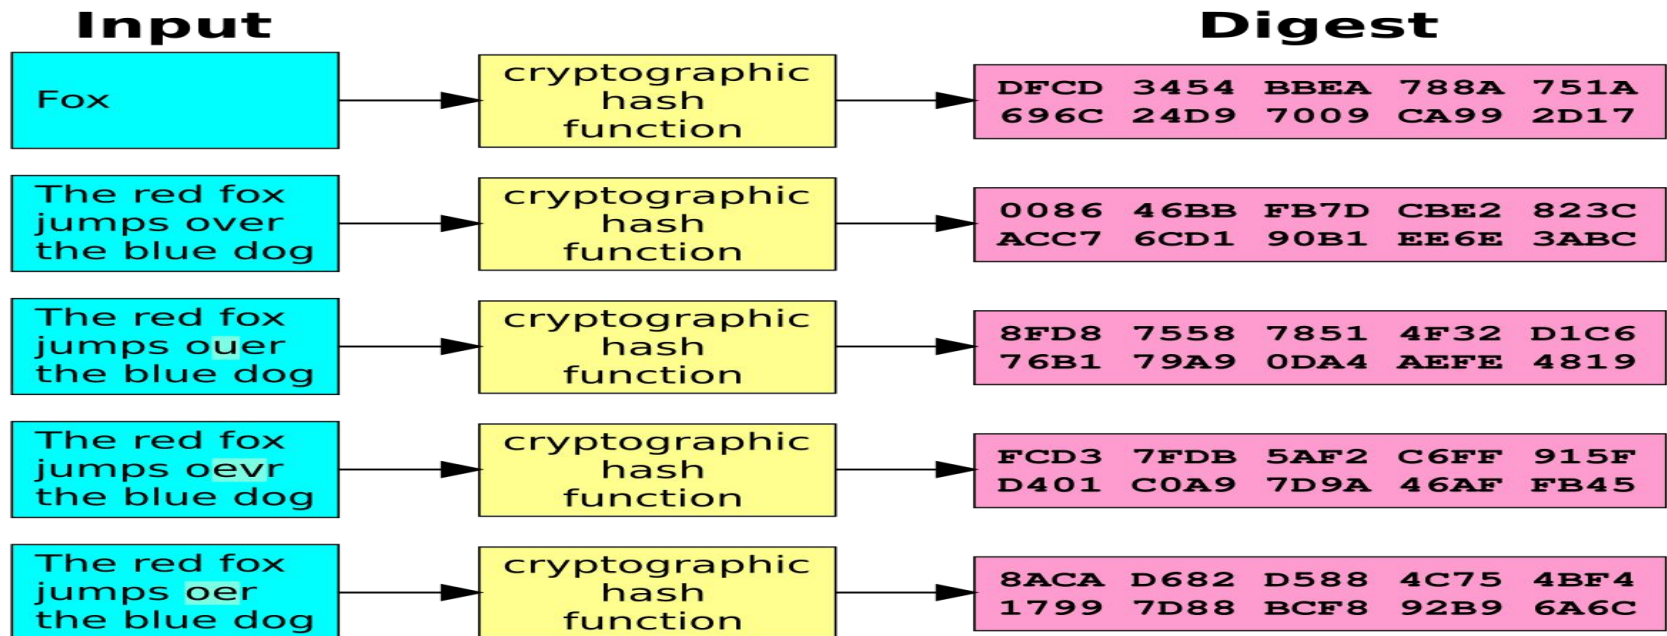 Input
Digest
Fox
cryptographic
hash
function
DFCD 3454 BBEA 788A 751A
696C 24D9 7009 CA99 2D17
The red fox
jumps over
the blue dog
cryptographic
hash
function
0086 46BB FB7D CBE2 823C
ACC7 6CD1 90B1 EE6E 3ABC
The red fox
jumps ouer
the blue dog
cryptographic
hash
function
8FD8 7558 7851 4F32 D1C6
76B1 79A9 0DA4 AEFE 4819
The red fox
jumps oevr
the blue dog
cryptographic
hash
function
FCD3 7FDB 5AF2 C6FF 915F
D401 C0A9 7D9A 46AF FB45
The red fox
jumps oer
the blue dog
cryptographic
hash
function
8ACA D682 D588 4C75 4BF4
1799 7D88 BCF8 92B9 6A6C